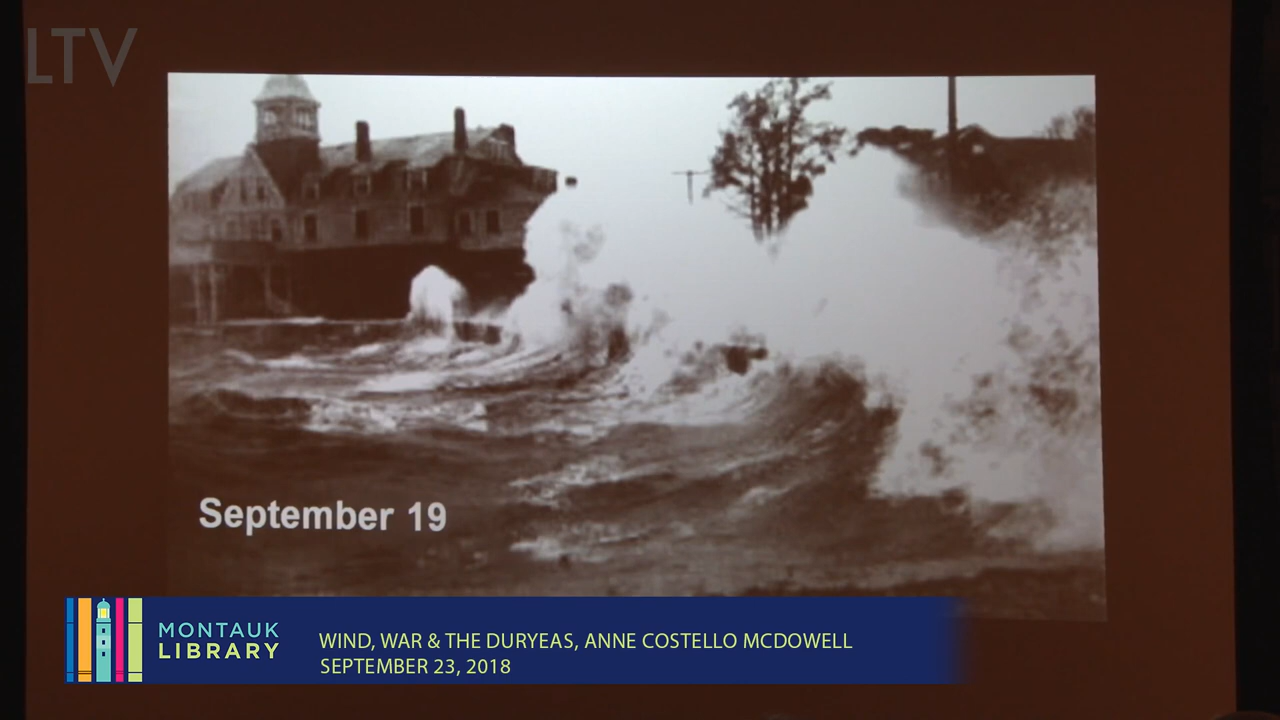 LTV
September 19
MONTAUK
LIBRARY
WIND, WAR & THE DURYEAS, ANNE COSTELLO MCDOWELL
SEPTEMBER 23, 2018